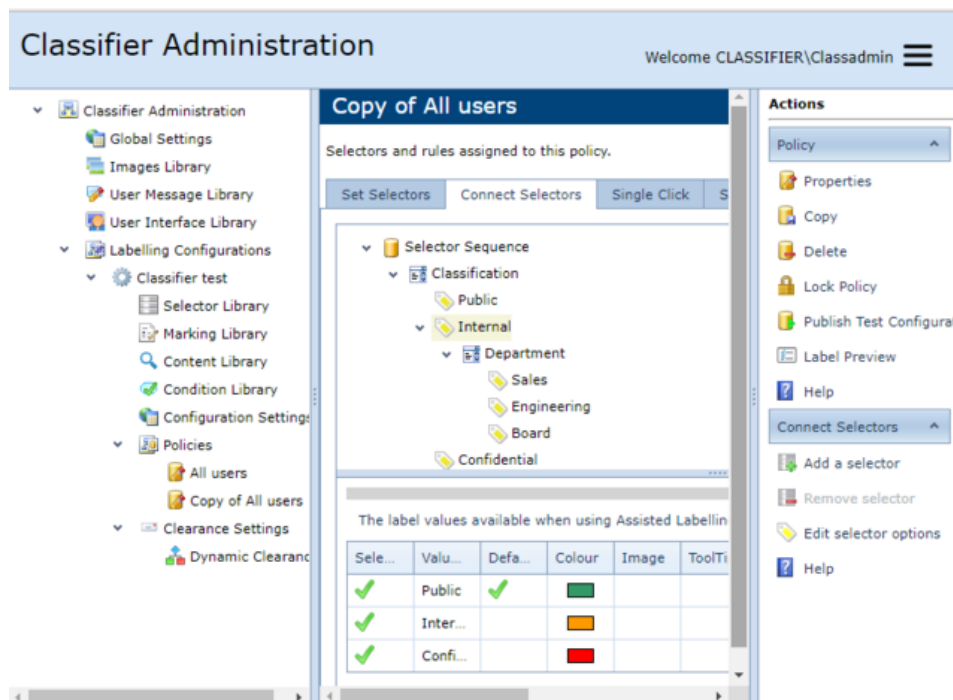 Classifier Administration
Welcome CLASSIFIER\Classadmin
Classifier Administration
Global Settings
Images Library
User Message Library
User Interface Library
Labelling Configurations
Classifier test
Selector Library
Marking Library
Content Library
Condition Library
Configuration Settings
Policies
All users
Copy of All users
Clearance Settings
Dynamic Clearanc
Copy of All users
Selectors and rules assigned to this policy.
Set Selectors Connect Selectors Single Click S
Selector Sequence
Classification
Public
Internal
Department
Sales
Engineering
Board
Confidential
The label values available when using Assisted Labellin
Sele... Valu... Defa... Colour Image ToolTi
Public
Inter...
Confi...
Actions
Policy
Properties
Copy
Delete
Lock Policy
Publish Test Configura
Label Preview
Help
Connect Selectors
Add a selector
Remove selector
Edit selector options
Help